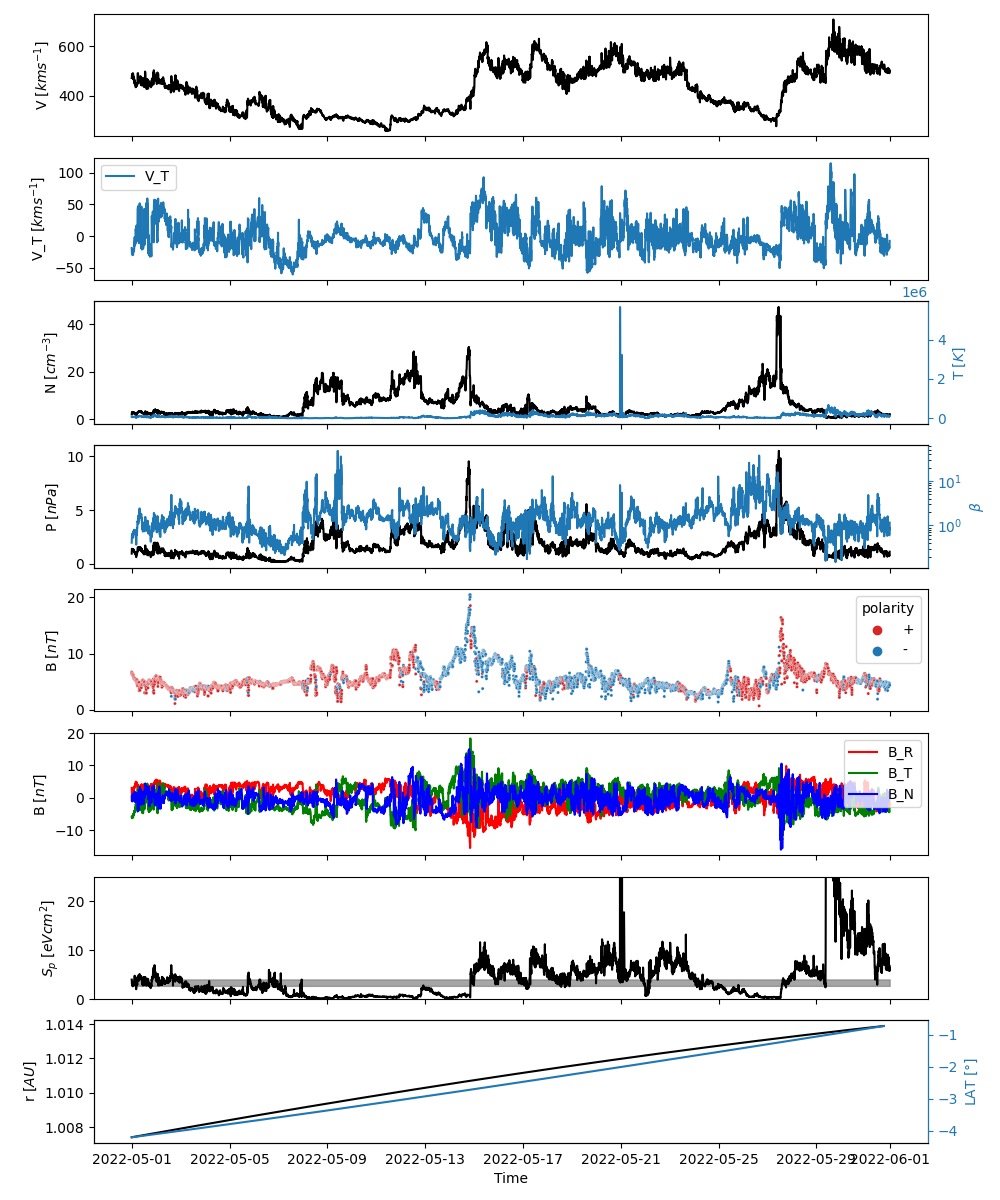 V [kms⁻¹]
600
400
V_T [kms⁻¹]
100
50
0
−50
V_T
N [cm⁻³]
40
20
0
1e6
4
2
0
T [K]
P [nPa]
10
5
0
10¹
10⁰
β
B [nT]
20
10
0
polarity
+
-
B [nT]
20
10
0
−10
B_R
B_T
B_N
Sₚ [eVcm²]
20
10
0
r [AU]
1.014
1.012
1.010
1.008
−1
−2
−3
−4
LAT [°]
2022-05-01 2022-05-05 2022-05-09 2022-05-13 2022-05-17 2022-05-21 2022-05-25 2022-05-29 2022-06-01
Time